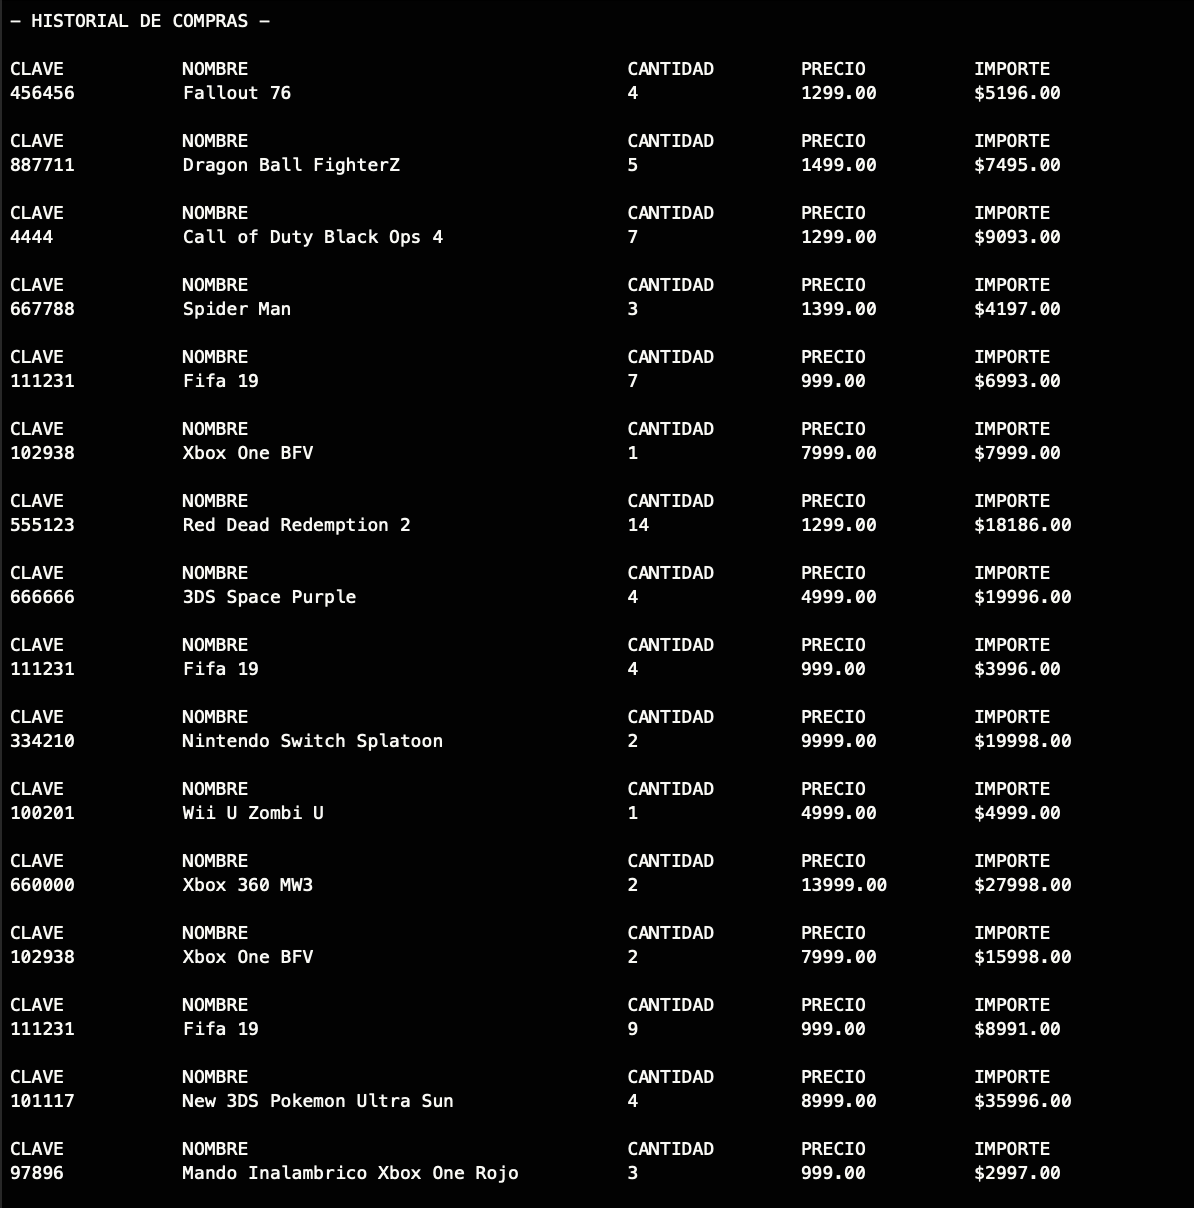 – HISTORIAL DE COMPRAS –
CLAVE NOMBRE CANTIDAD PRECIO IMPORTE
456456 Fallout 76 4 1299.00 $5196.00
CLAVE NOMBRE CANTIDAD PRECIO IMPORTE
887711 Dragon Ball FighterZ 5 1499.00 $7495.00
CLAVE NOMBRE CANTIDAD PRECIO IMPORTE
4444 Call of Duty Black Ops 4 7 1299.00 $9093.00
CLAVE NOMBRE CANTIDAD PRECIO IMPORTE
667788 Spider Man 3 1399.00 $4197.00
CLAVE NOMBRE CANTIDAD PRECIO IMPORTE
111231 Fifa 19 7 999.00 $6993.00
CLAVE NOMBRE CANTIDAD PRECIO IMPORTE
102938 Xbox One BFV 1 7999.00 $7999.00
CLAVE NOMBRE CANTIDAD PRECIO IMPORTE
555123 Red Dead Redemption 2 14 1299.00 $18186.00
CLAVE NOMBRE CANTIDAD PRECIO IMPORTE
666666 3DS Space Purple 4 4999.00 $19996.00
CLAVE NOMBRE CANTIDAD PRECIO IMPORTE
111231 Fifa 19 4 999.00 $3996.00
CLAVE NOMBRE CANTIDAD PRECIO IMPORTE
334210 Nintendo Switch Splatoon 2 9999.00 $19998.00
CLAVE NOMBRE CANTIDAD PRECIO IMPORTE
100201 Wii U Zombi U 1 4999.00 $4999.00
CLAVE NOMBRE CANTIDAD PRECIO IMPORTE
660000 Xbox 360 MW3 2 13999.00 $27998.00
CLAVE NOMBRE CANTIDAD PRECIO IMPORTE
102938 Xbox One BFV 2 7999.00 $15998.00
CLAVE NOMBRE CANTIDAD PRECIO IMPORTE
111231 Fifa 19 9 999.00 $8991.00
CLAVE NOMBRE CANTIDAD PRECIO IMPORTE
101117 New 3DS Pokemon Ultra Sun 4 8999.00 $35996.00
CLAVE NOMBRE CANTIDAD PRECIO IMPORTE
97896 Mando Inalambrico Xbox One Rojo 3 999.00 $2997.00